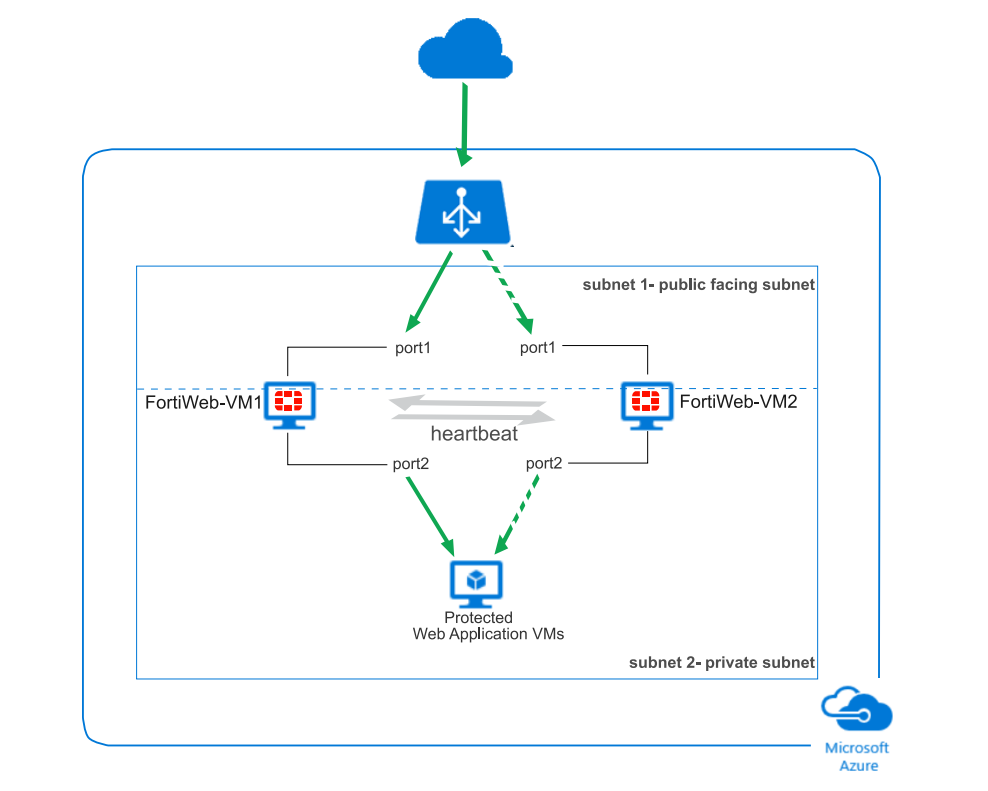 subnet 1- public facing subnet
port1
port1
FortiWeb-VM1
FortiWeb-VM2
heartbeat
port2
port2
Protected
Web Application VMs
subnet 2- private subnet
Microsoft
Azure